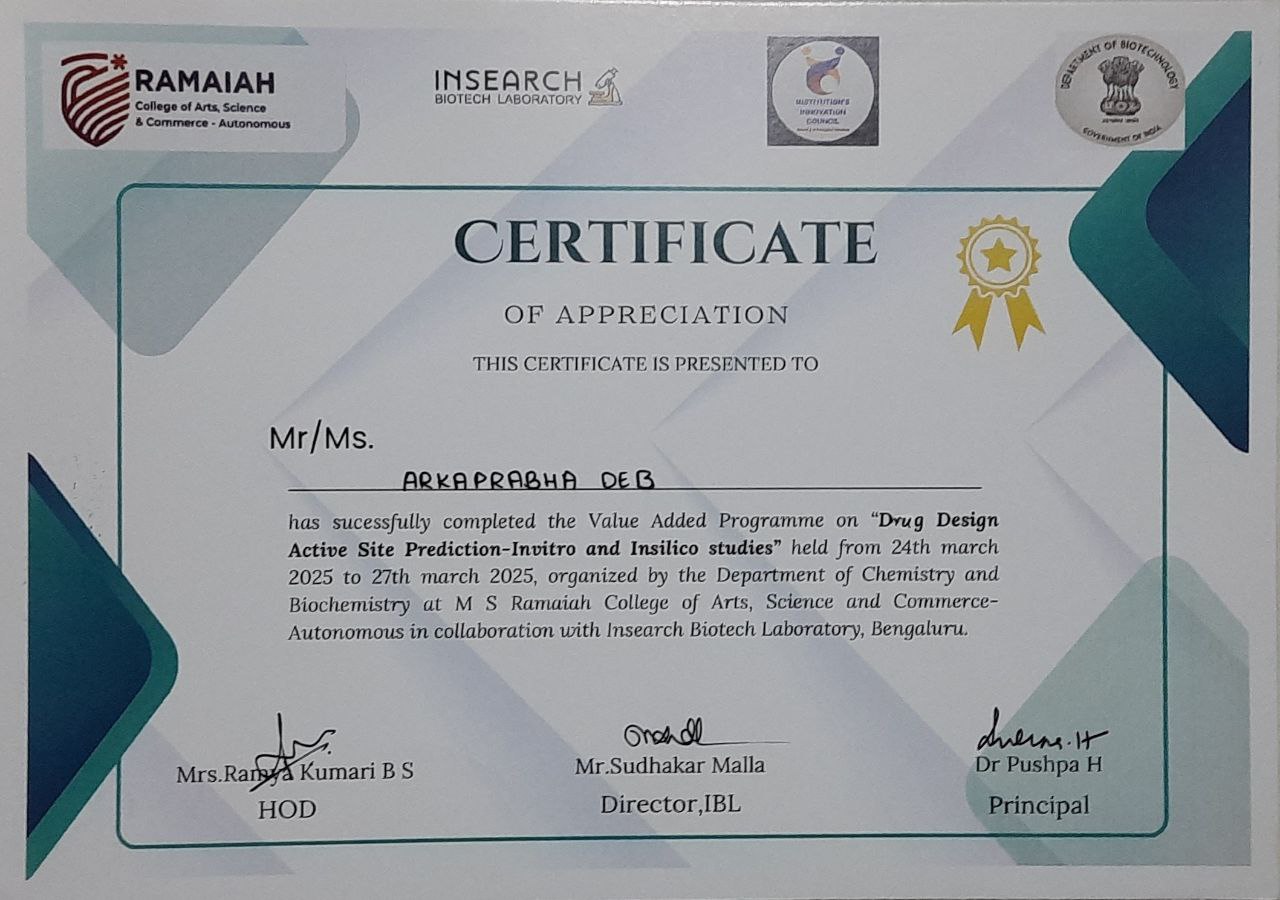 RAMAIAH
College of Arts, Science
& Commerce - Autonomous
INSEARCH
BIOTECH LABORATORY
INSTITUTION'S
INNOVATION
COUNCIL
DEPARTMENT OF BIOTECHNOLOGY
GOVERNMENT OF INDIA
CERTIFICATE
OF APPRECIATION
THIS CERTIFICATE IS PRESENTED TO
Mr/Ms.
ARKAPRABHA DEB
has sucessfully completed the Value Added Programme on “Drug Design
Active Site Prediction-Invitro and Insilico studies” held from 24th march
2025 to 27th march 2025, organized by the Department of Chemistry and
Biochemistry at M S Ramaiah College of Arts, Science and Commerce-
Autonomous in collaboration with Insearch Biotech Laboratory, Bengaluru.
Mrs.Ramya Kumari B S
HOD
Mr.Sudhakar Malla
Director,IBL
Dr Pushpa H
Principal